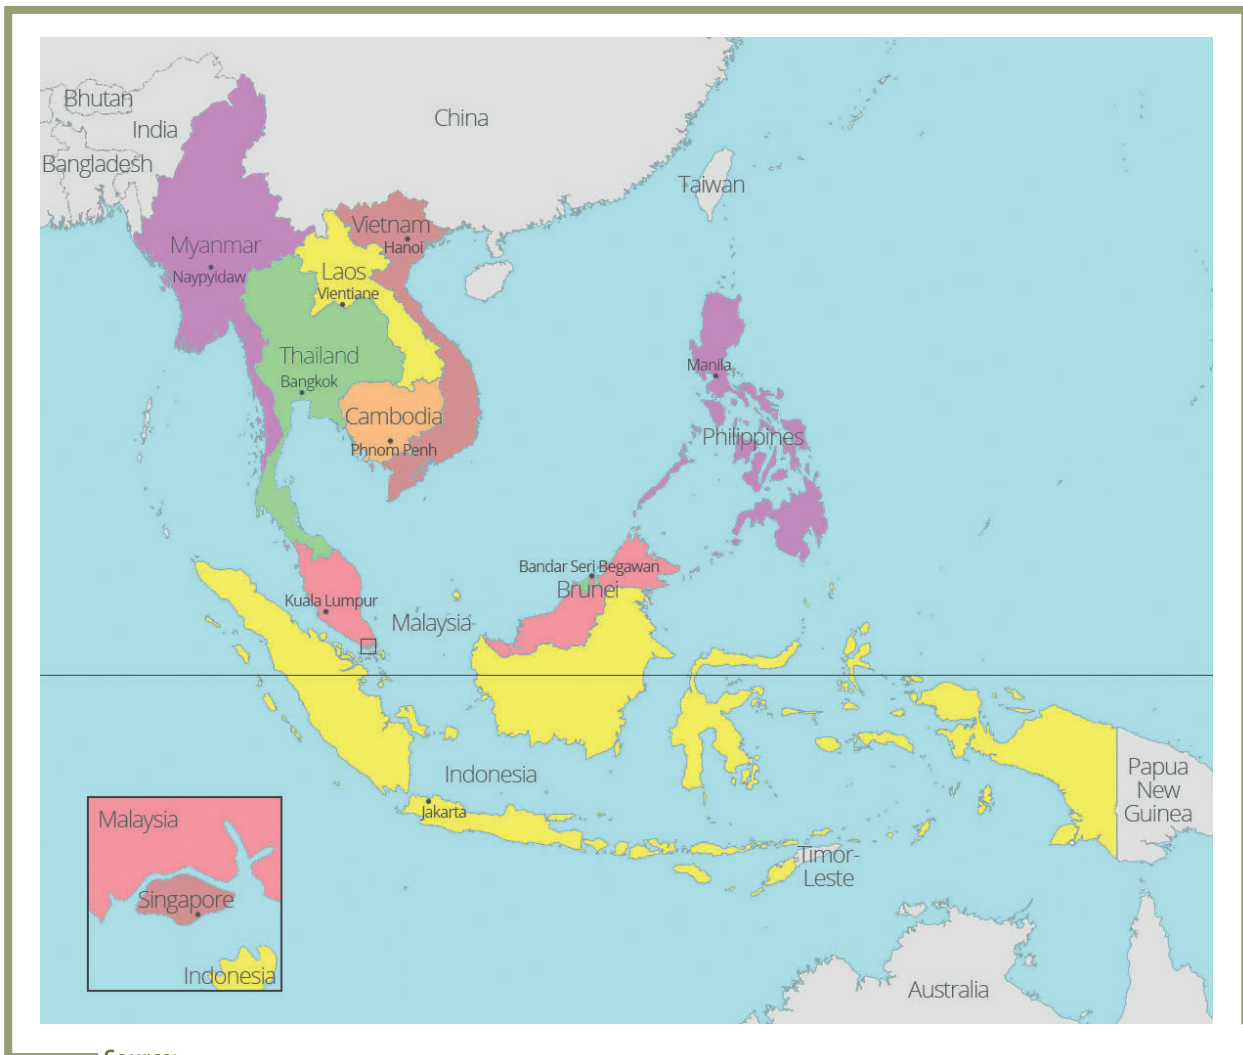 Bhutan
China
India
Bangladesh
Taiwan
Vietnam
Myanmar
Hanoi
Laos
Naypyidaw
Vientiane
Thailand
Manila
Bangkok
Cambodia
Philippines
Phnom Penh
Bandar Seri Begawan
Brunei
Kuala Lumpur
Malaysia
Indonesia
Papua
New
Guinea
Jakarta
Malaysia
Timor-
Leste
Singapore
Indonesia
Australia
Source: